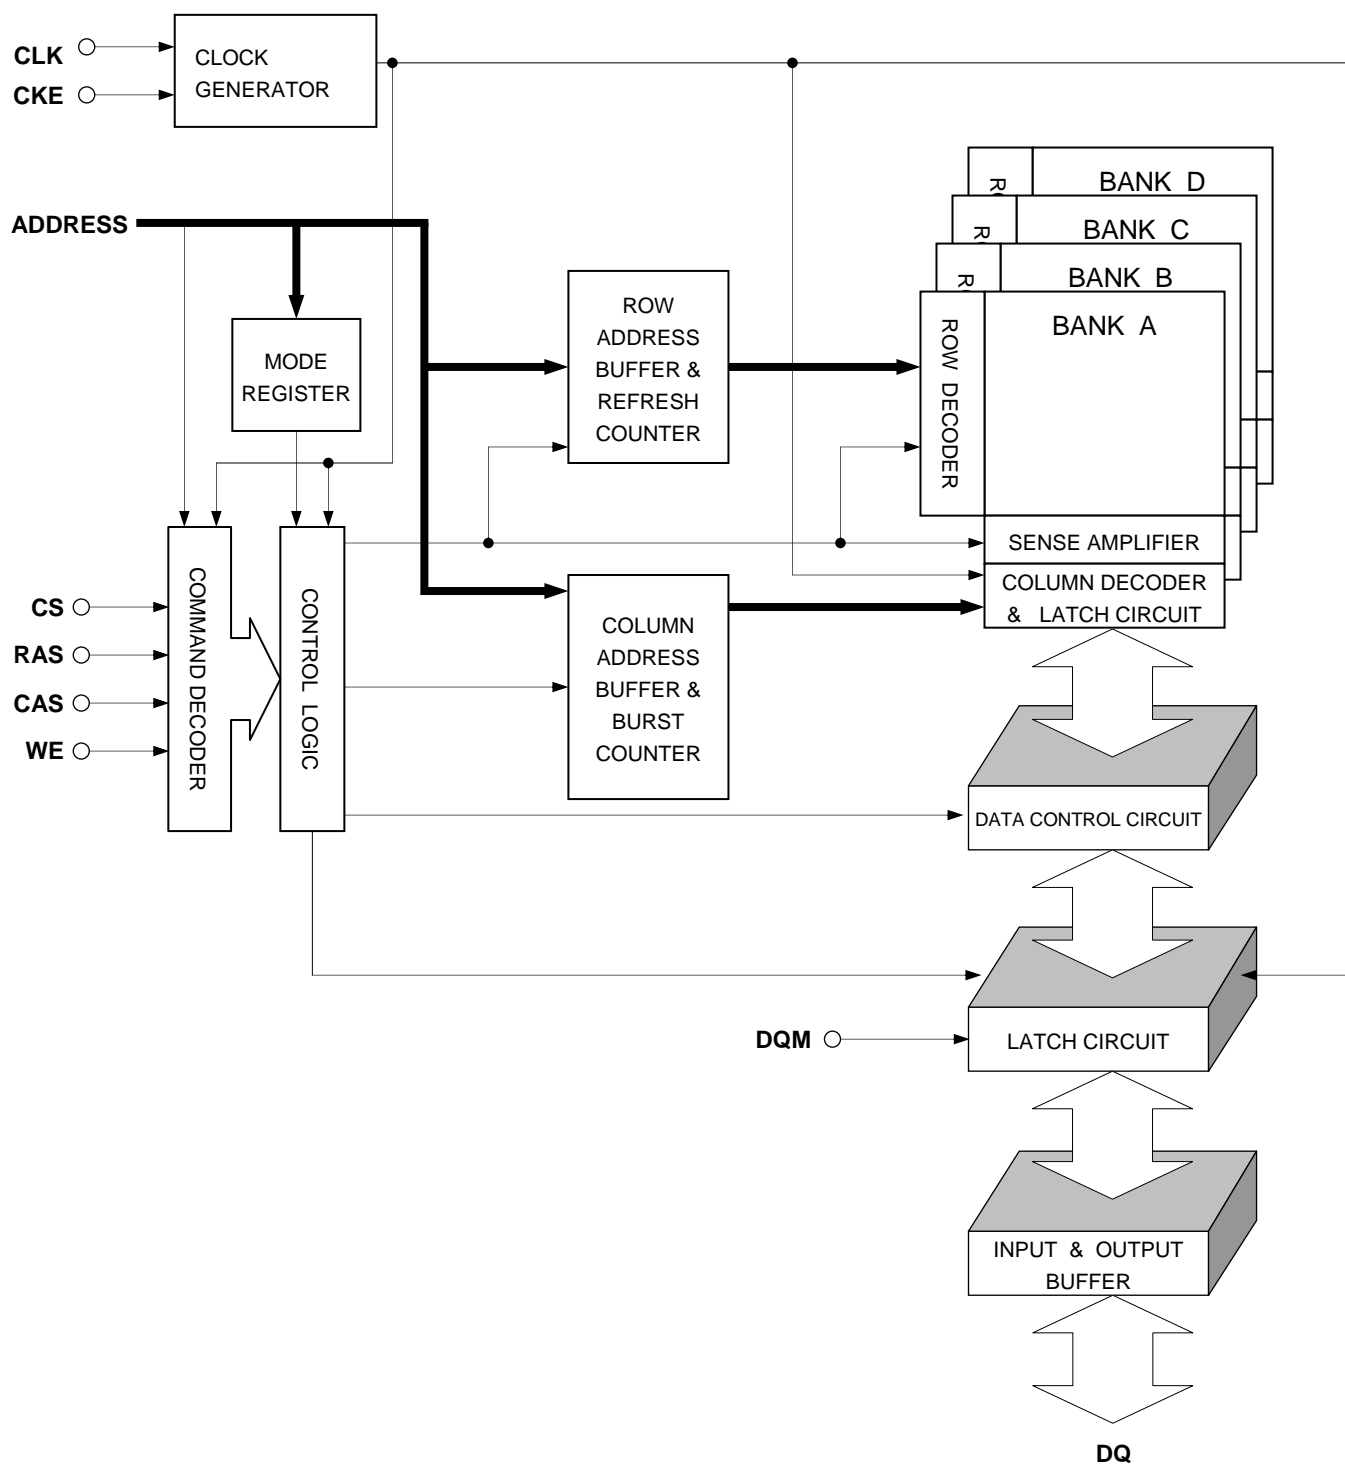 CLK
CKE
CLOCK
GENERATOR
ADDRESS
MODE
REGISTER
ROW
ADDRESS
BUFFER &
REFRESH
COUNTER
BANK D
BANK C
BANK B
BANK A
ROW DECODER
SENSE AMPLIFIER
COLUMN DECODER
& LATCH CIRCUIT
CS
RAS
CAS
WE
COMMAND DECODER
CONTROL LOGIC
COLUMN
ADDRESS
BUFFER &
BURST
COUNTER
DATA CONTROL CIRCUIT
DQM
LATCH CIRCUIT
INPUT & OUTPUT
BUFFER
DQ